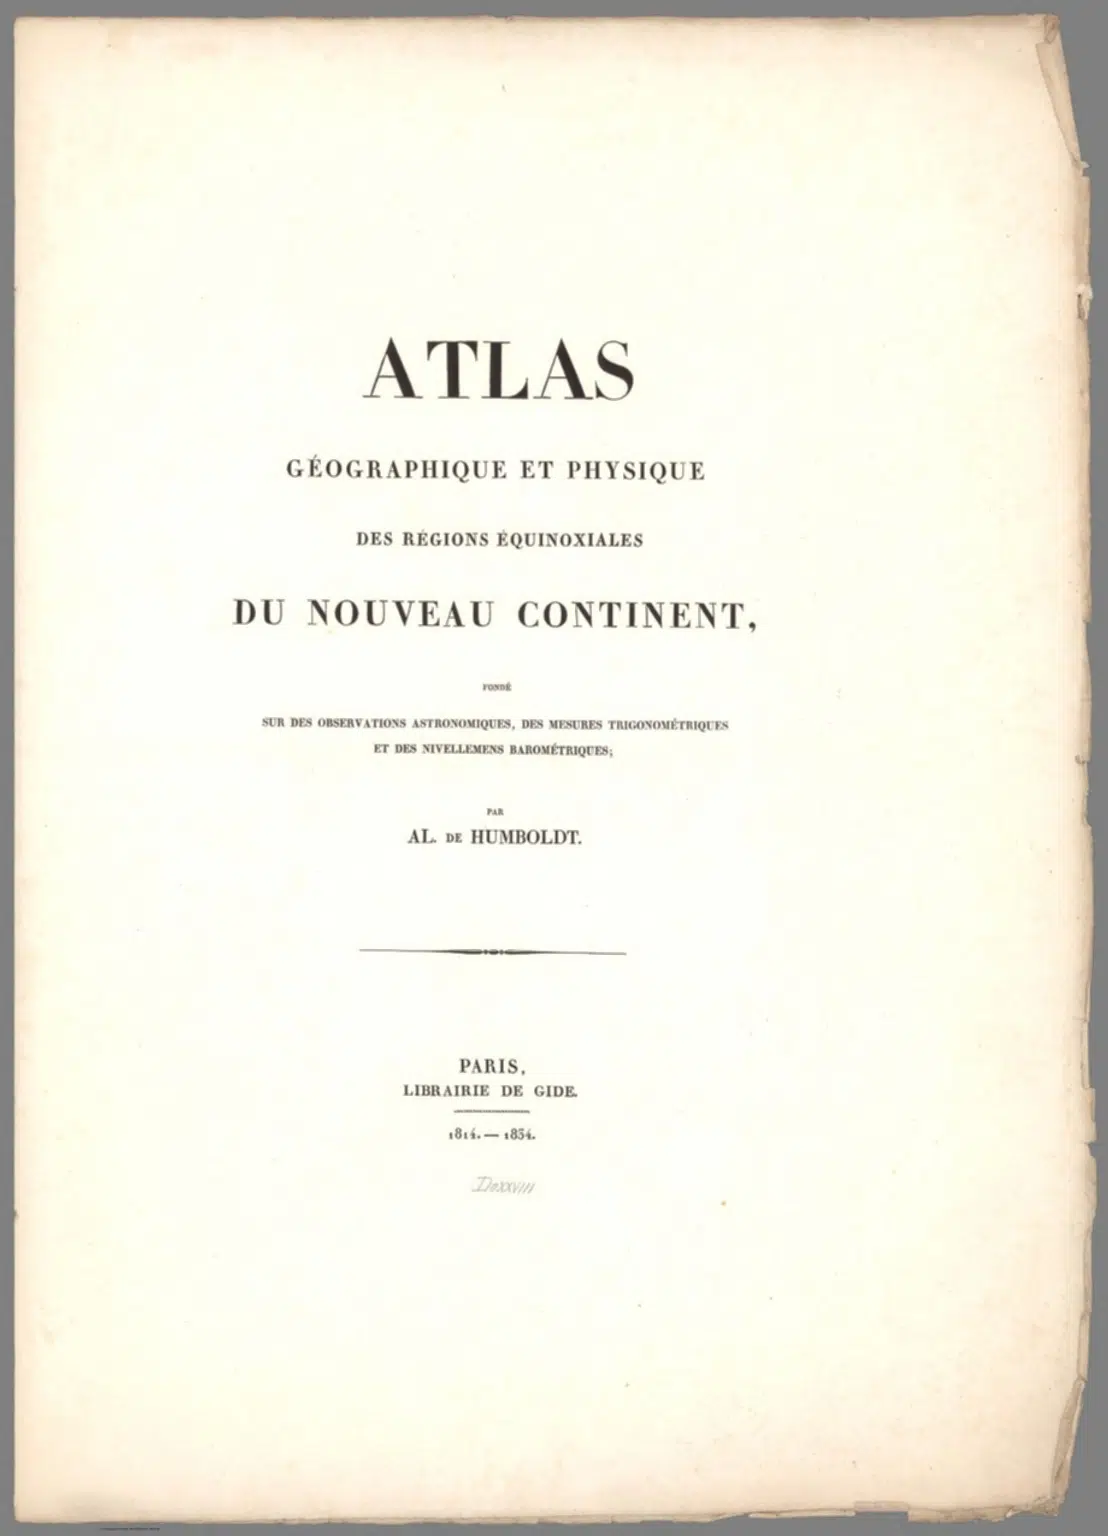 ATLAS
GÉOGRAPHIQUE ET PHYSIQUE
DES RÉGIONS ÉQUINOXIALES
DU NOUVEAU CONTINENT,
FONDÉ
SUR DES OBSERVATIONS ASTRONOMIQUES, DES MESURES TRIGONOMÉTRIQUES
ET DES NIVELLEMENS BAROMÉTRIQUES;
PAR
AL. DE HUMBOLDT.
PARIS,
LIBRAIRIE DE GIDE.
1814.—1834.